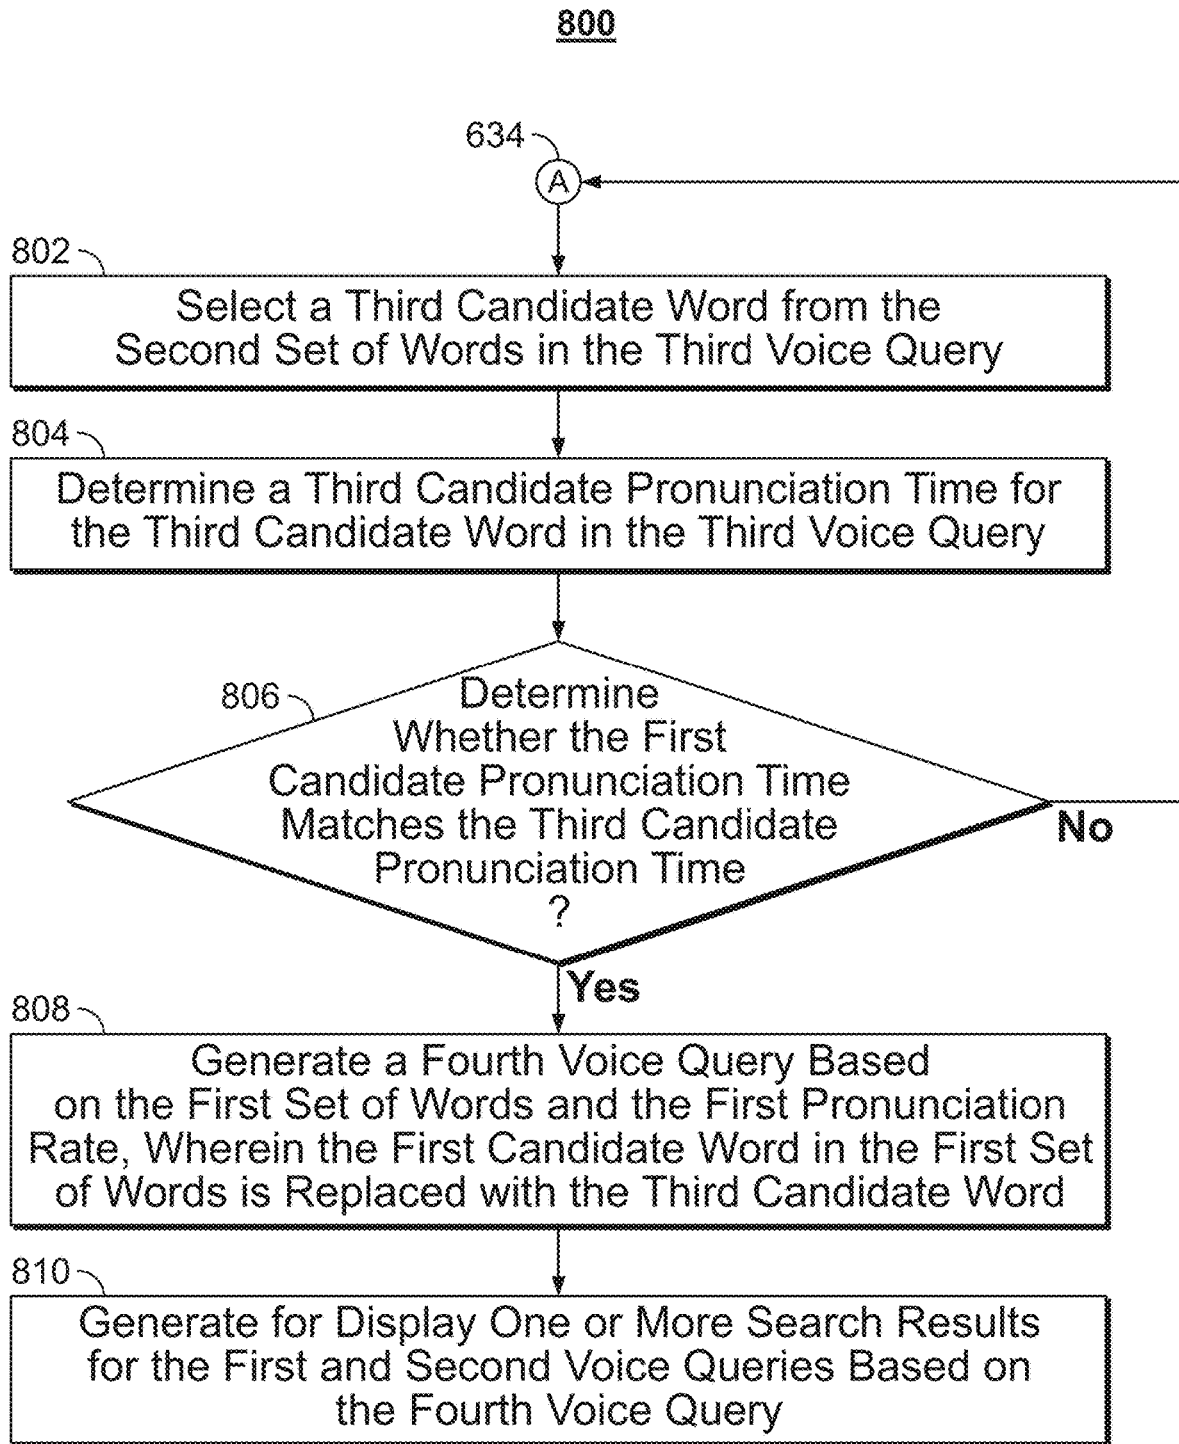 800
634
A
802
Select a Third Candidate Word from the
Second Set of Words in the Third Voice Query
804
Determine a Third Candidate Pronunciation Time for
the Third Candidate Word in the Third Voice Query
806
Determine
Whether the First
Candidate Pronunciation Time
Matches the Third Candidate
Pronunciation Time
?
No
Yes
808
Generate a Fourth Voice Query Based
on the First Set of Words and the First Pronunciation
Rate, Wherein the First Candidate Word in the First Set
of Words is Replaced with the Third Candidate Word
810
Generate for Display One or More Search Results
for the First and Second Voice Queries Based on
the Fourth Voice Query